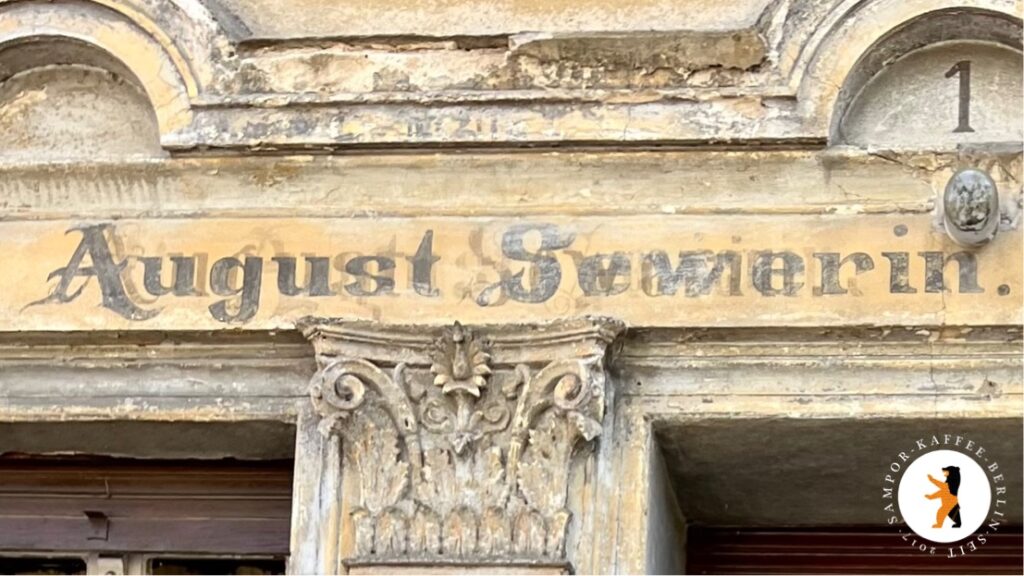 1
August Sewerin.
SAMPOR-KAFFEE-BERLIN-SEIT 2017-